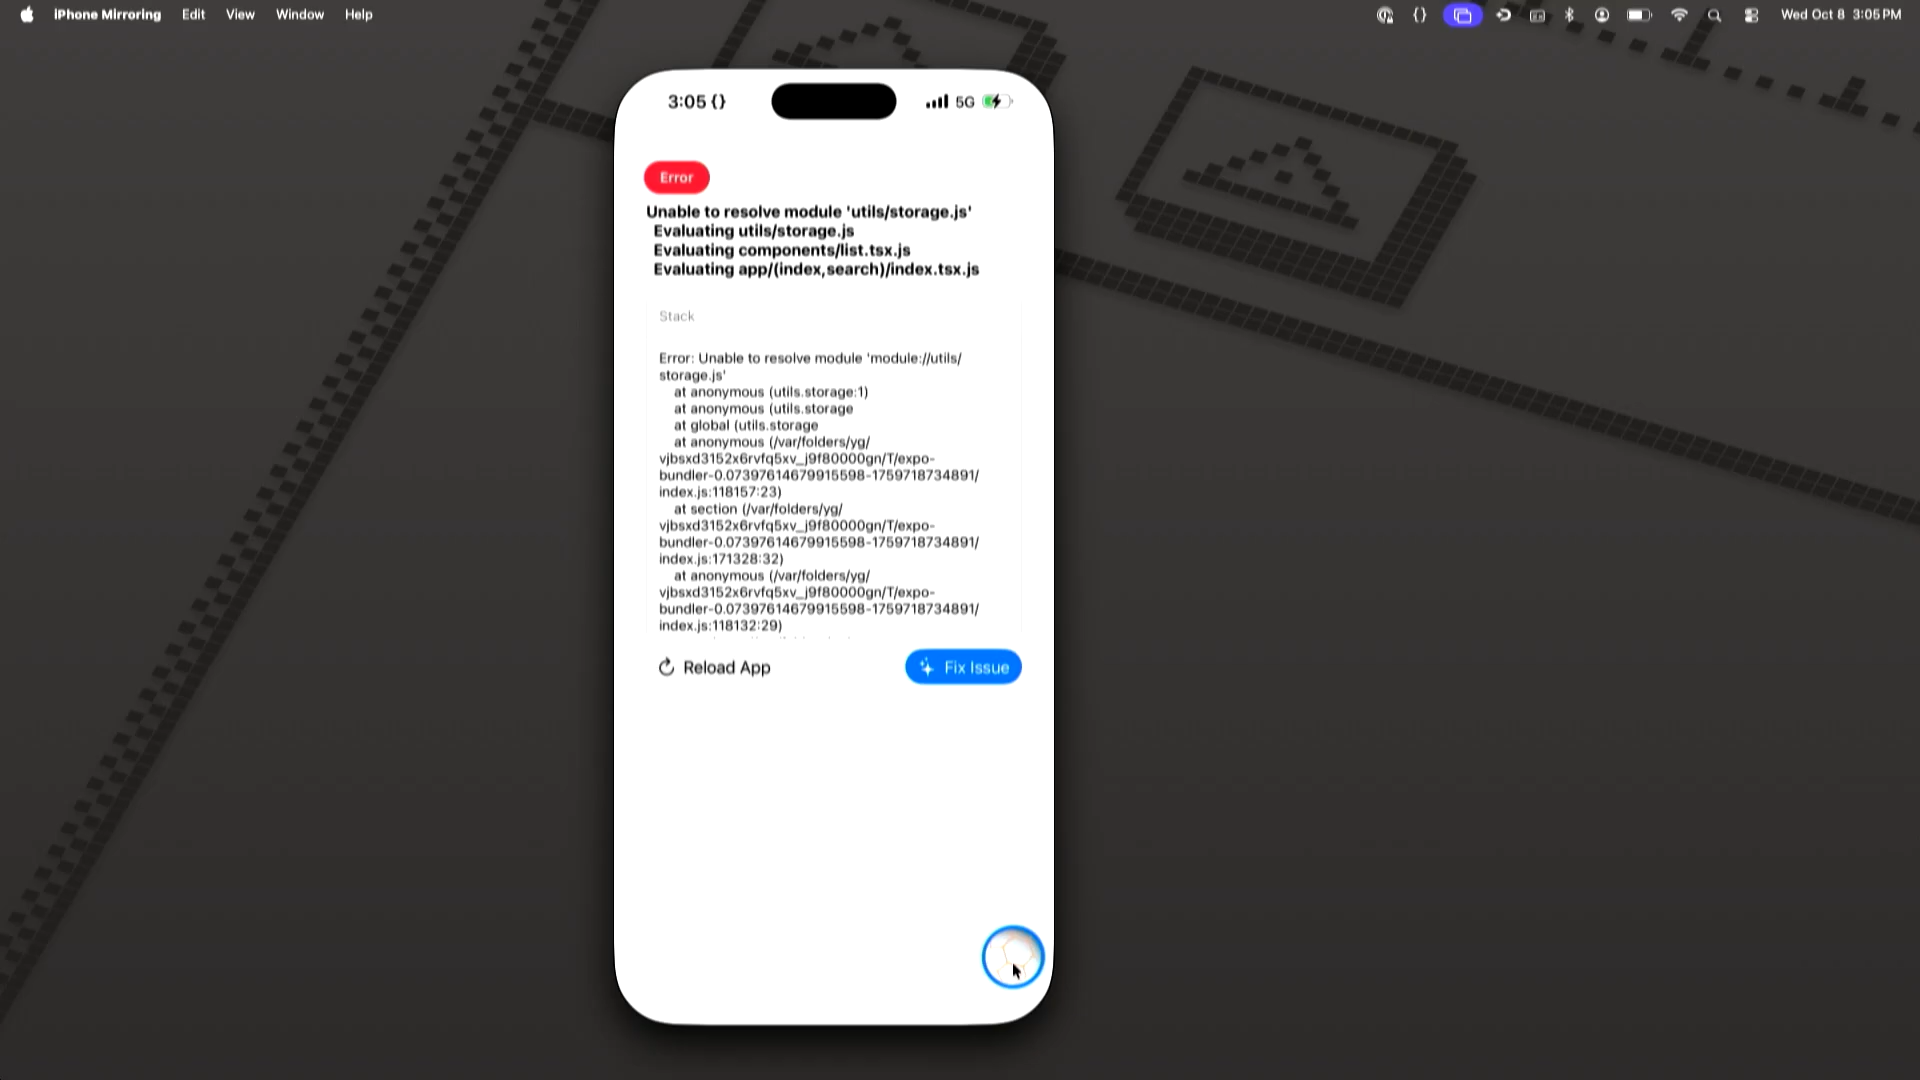 iPhone Mirroring Edit View Window Help
Wed Oct 8 3:05 PM
3:05 {}
5G
Error
Unable to resolve module 'utils/storage.js'
Evaluating utils/storage.js
Evaluating components/list.tsx.js
Evaluating app/(index,search)/index.tsx.js
Stack
Error: Unable to resolve module 'module://utils/
storage.js'
at anonymous (utils.storage:1)
at anonymous (utils.storage
at global (utils.storage
at anonymous (/var/folders/yg/
vjbsxd3152x6rvfq5xv_j9f80000gn/T/expo-
bundler-0.07397614679915598-1759718734891/
index.js:118157:23)
at section (/var/folders/yg/
vjbsxd3152x6rvfq5xv_j9f80000gn/T/expo-
bundler-0.07397614679915598-1759718734891/
index.js:171328:32)
at anonymous (/var/folders/yg/
vjbsxd3152x6rvfq5xv_j9f80000gn/T/expo-
bundler-0.07397614679915598-1759718734891/
index.js:118132:29)
Reload App
Fix Issue